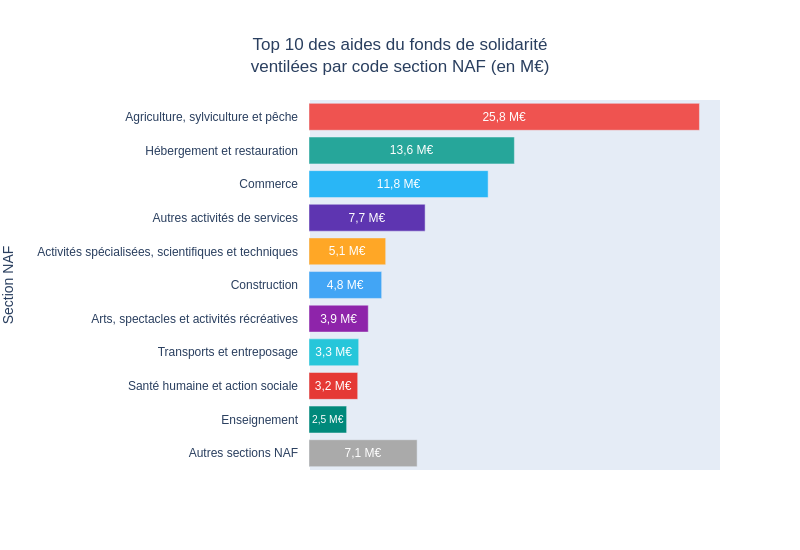 Top 10 des aides du fonds de solidarité
ventilées par code section NAF (en M€)
Section NAF
Agriculture, sylviculture et pêche 25,8 M€
Hébergement et restauration 13,6 M€
Commerce 11,8 M€
Autres activités de services 7,7 M€
Activités spécialisées, scientifiques et techniques 5,1 M€
Construction 4,8 M€
Arts, spectacles et activités récréatives 3,9 M€
Transports et entreposage 3,3 M€
Santé humaine et action sociale 3,2 M€
Enseignement 2,5 M€
Autres sections NAF 7,1 M€